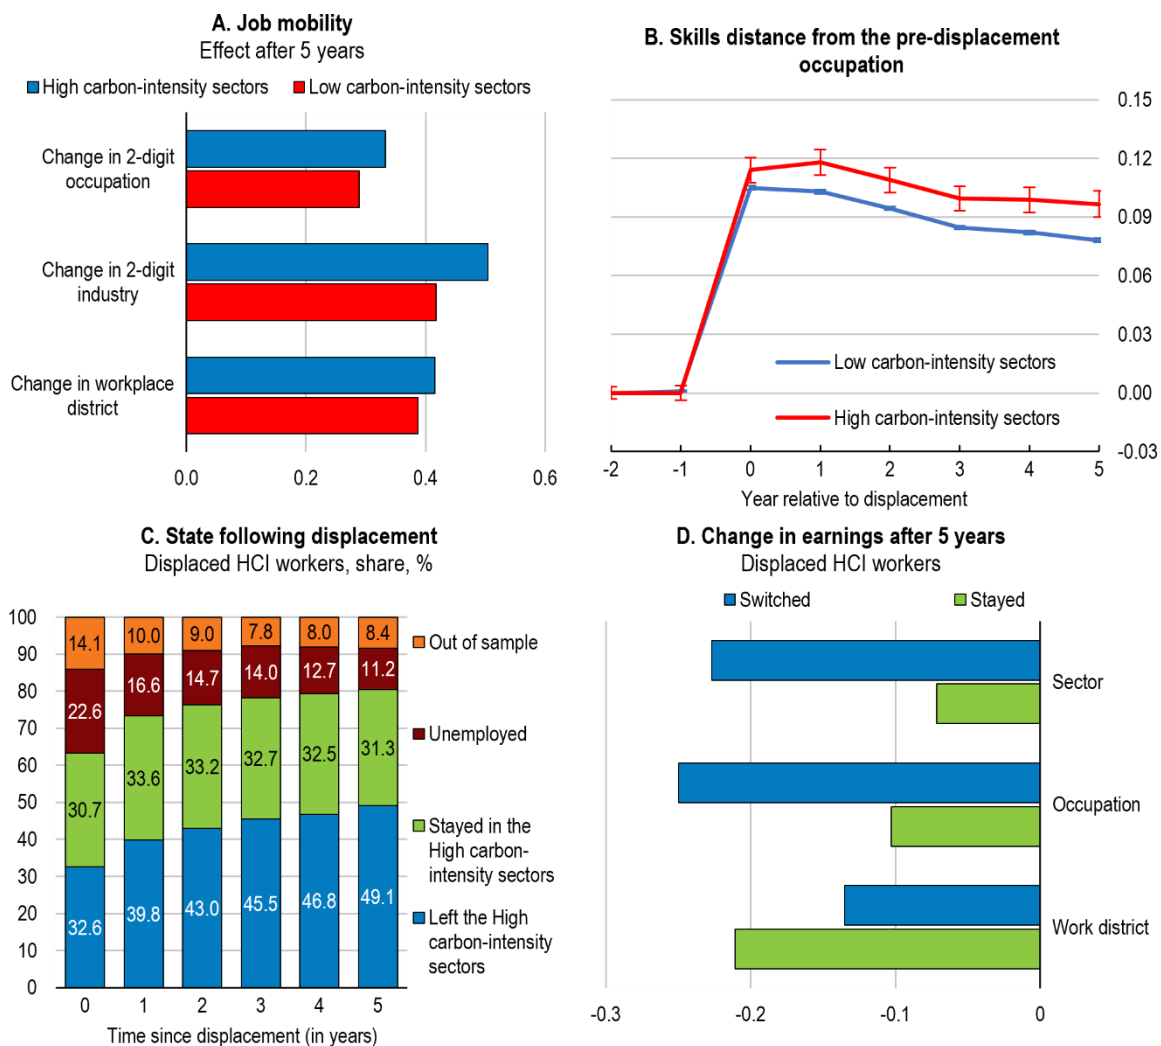 A. Job mobility
Effect after 5 years
High carbon-intensity sectors
Low carbon-intensity sectors
Change in 2-digit
occupation
Change in 2-digit
industry
Change in workplace
district
0.0
0.2
0.4
0.6
B. Skills distance from the pre-displacement
occupation
0.15
0.12
0.09
0.06
0.03
0.00
-0.03
Low carbon-intensity sectors
High carbon-intensity sectors
-2
-1
0
1
2
3
4
5
Year relative to displacement
C. State following displacement
Displaced HCI workers, share, %
100
90
80
70
60
50
40
30
20
10
0
14.1
10.0
9.0
7.8
8.0
8.4
22.6
16.6
14.7
14.0
12.7
11.2
30.7
33.6
33.2
32.7
32.5
31.3
32.6
39.8
43.0
45.5
46.8
49.1
Out of sample
Unemployed
Stayed in the
High carbon-
intensity sectors
Left the High
carbon-intensity
sectors
0
1
2
3
4
5
Time since displacement (in years)
D. Change in earnings after 5 years
Displaced HCI workers
Switched
Stayed
Sector
Occupation
Work district
-0.3
-0.2
-0.1
0